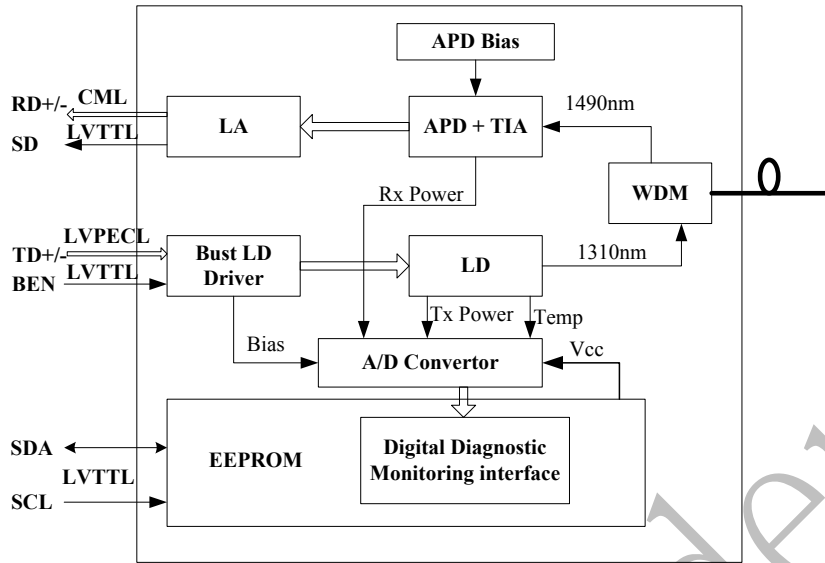 APD Bias
RD+/-
CML
LA
APD + TIA
1490nm
SD
LVTTL
WDM
Rx Power
TD+/-
LVPECL
Bust LD
Driver
LD
1310nm
BEN
LVTTL
Tx Power
Temp
Bias
A/D Convertor
Vcc
SDA
EEPROM
Digital Diagnostic
Monitoring interface
LVTTL
SCL